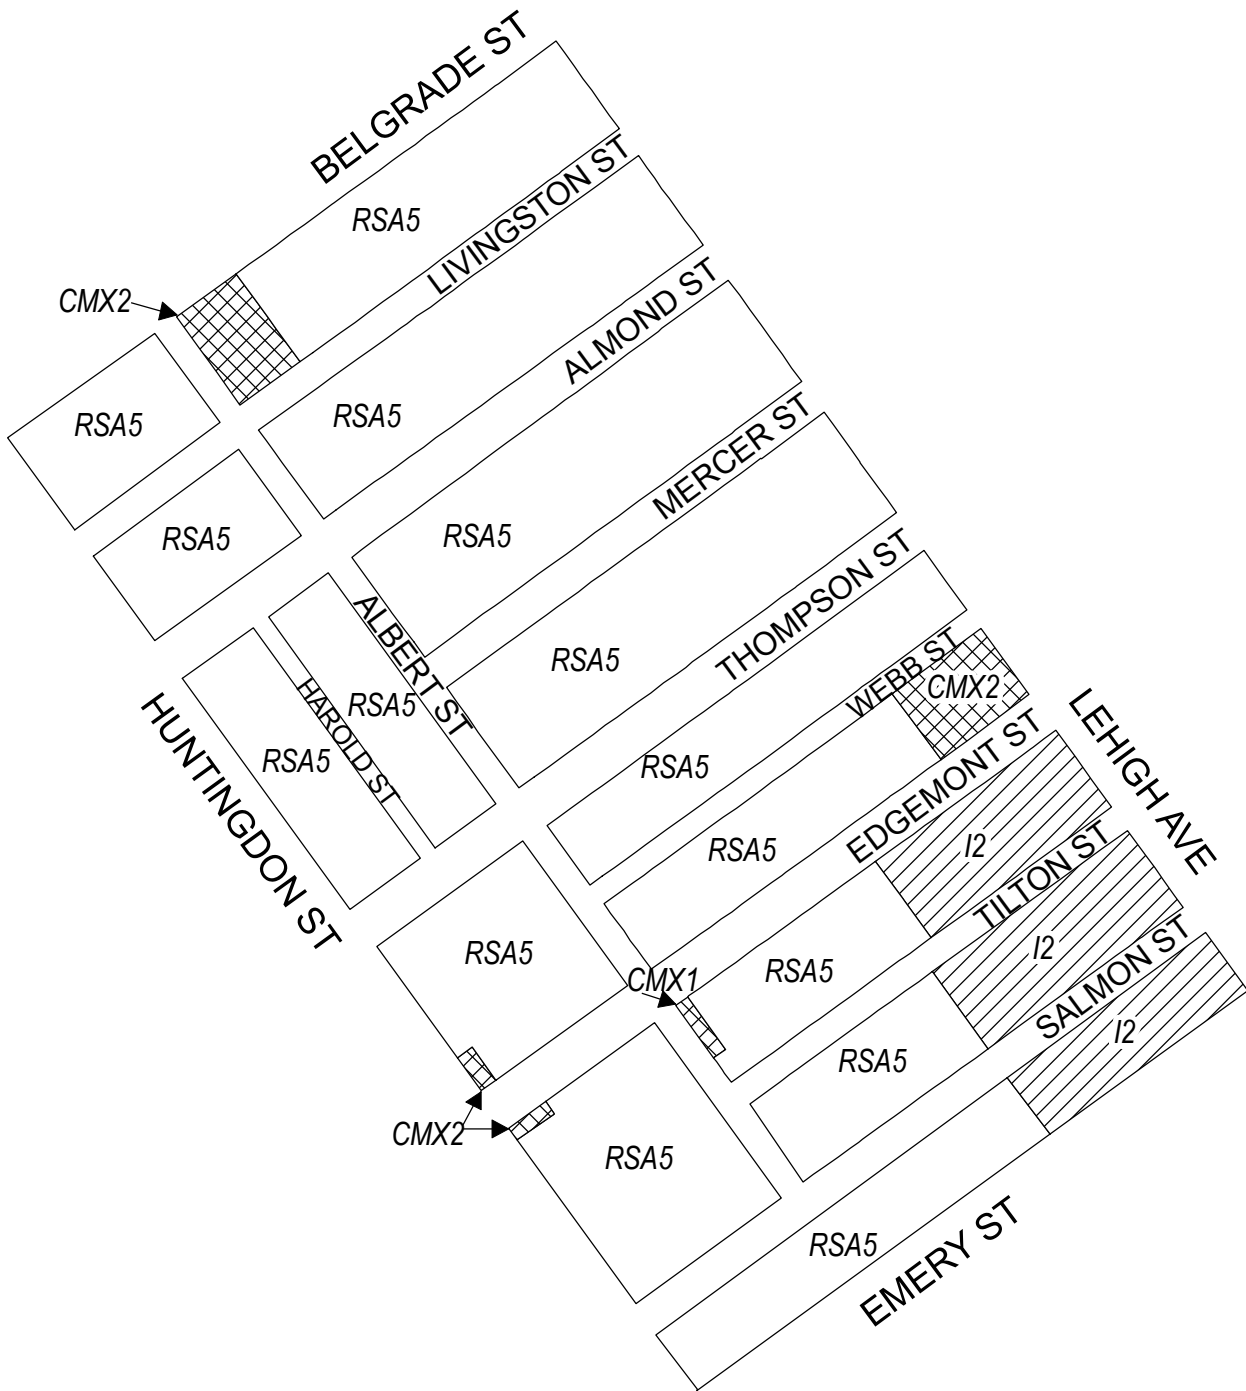 BELGRADE ST
RSA5
LIVINGSTON ST
CMX2
RSA5
RSA5
ALMOND ST
RSA5
RSA5
MERCER ST
ALBERT ST
RSA5
THOMPSON ST
HUNTINGDON ST
RSA5
HAROLD ST
RSA5
RSA5
WEBB ST
CMX2
LEHIGH AVE
RSA5
EDGEMONT ST
I2
RSA5
CMX1
RSA5
TILTON ST
I2
CMX2
RSA5
RSA5
SALMON ST
I2
RSA5
EMERY ST